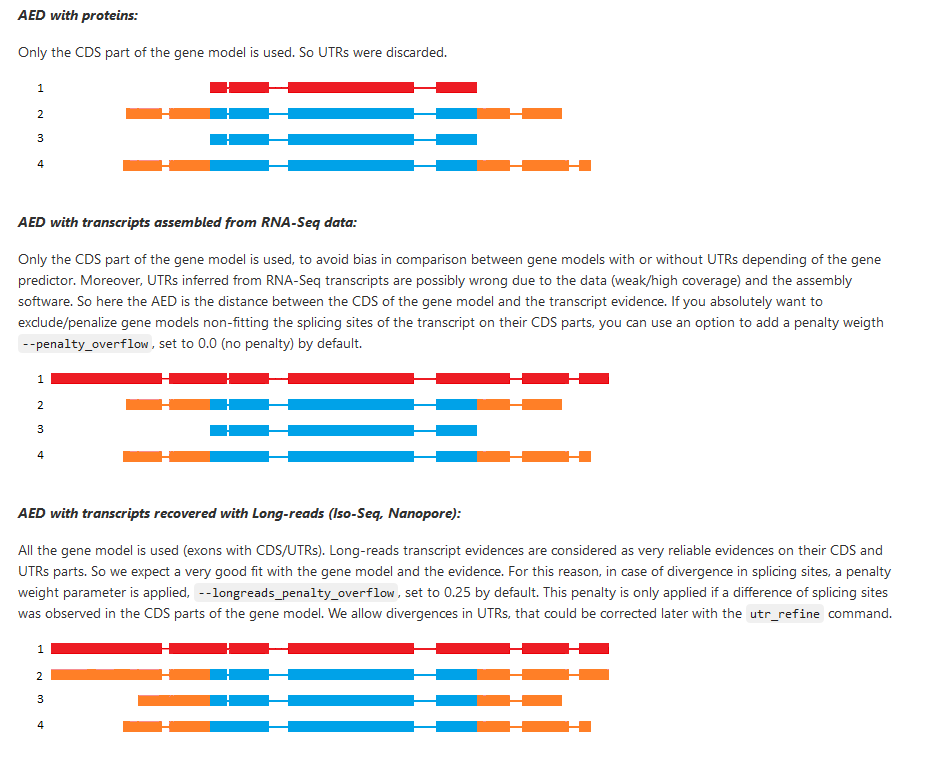 AED with proteins:
Only the CDS part of the gene model is used. So UTRs were discarded.
1
2
3
4
AED with transcripts assembled from RNA-Seq data:
Only the CDS part of the gene model is used, to avoid bias in comparison between gene models with or without UTRs depending of the gene
predictor. Moreover, UTRs inferred from RNA-Seq transcripts are possibly wrong due to the data (weak/high coverage) and the assembly
software. So here the AED is the distance between the CDS of the gene model and the transcript evidence. If you absolutely want to
exclude/penalize gene models non-fitting the splicing sites of the transcript on their CDS parts, you can use an option to add a penalty weigth
--penalty_overflow, set to 0.0 (no penalty) by default.
1
2
3
4
AED with transcripts recovered with Long-reads (Iso-Seq, Nanopore):
All the gene model is used (exons with CDS/UTRs). Long-reads transcript evidences are considered as very reliable evidences on their CDS and
UTRs parts. So we expect a very good fit with the gene model and the evidence. For this reason, in case of divergence in splicing sites, a penalty
weight parameter is applied, --longreads_penalty_overflow, set to 0.25 by default. This penalty is only applied if a difference of splicing sites
was observed in the CDS parts of the gene model. We allow divergences in UTRs, that could be corrected later with the utr_refine command.
1
2
3
4